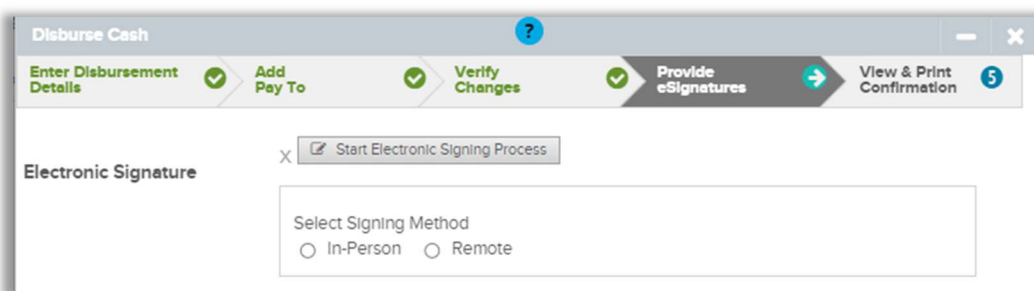 Disburse Cash ?
Enter Disbursement Details
Add Pay To
Verify Changes
Provide eSignatures
View & Print Confirmation 5
X Start Electronic Signing Process
Electronic Signature
Select Signing Method
In-Person Remote